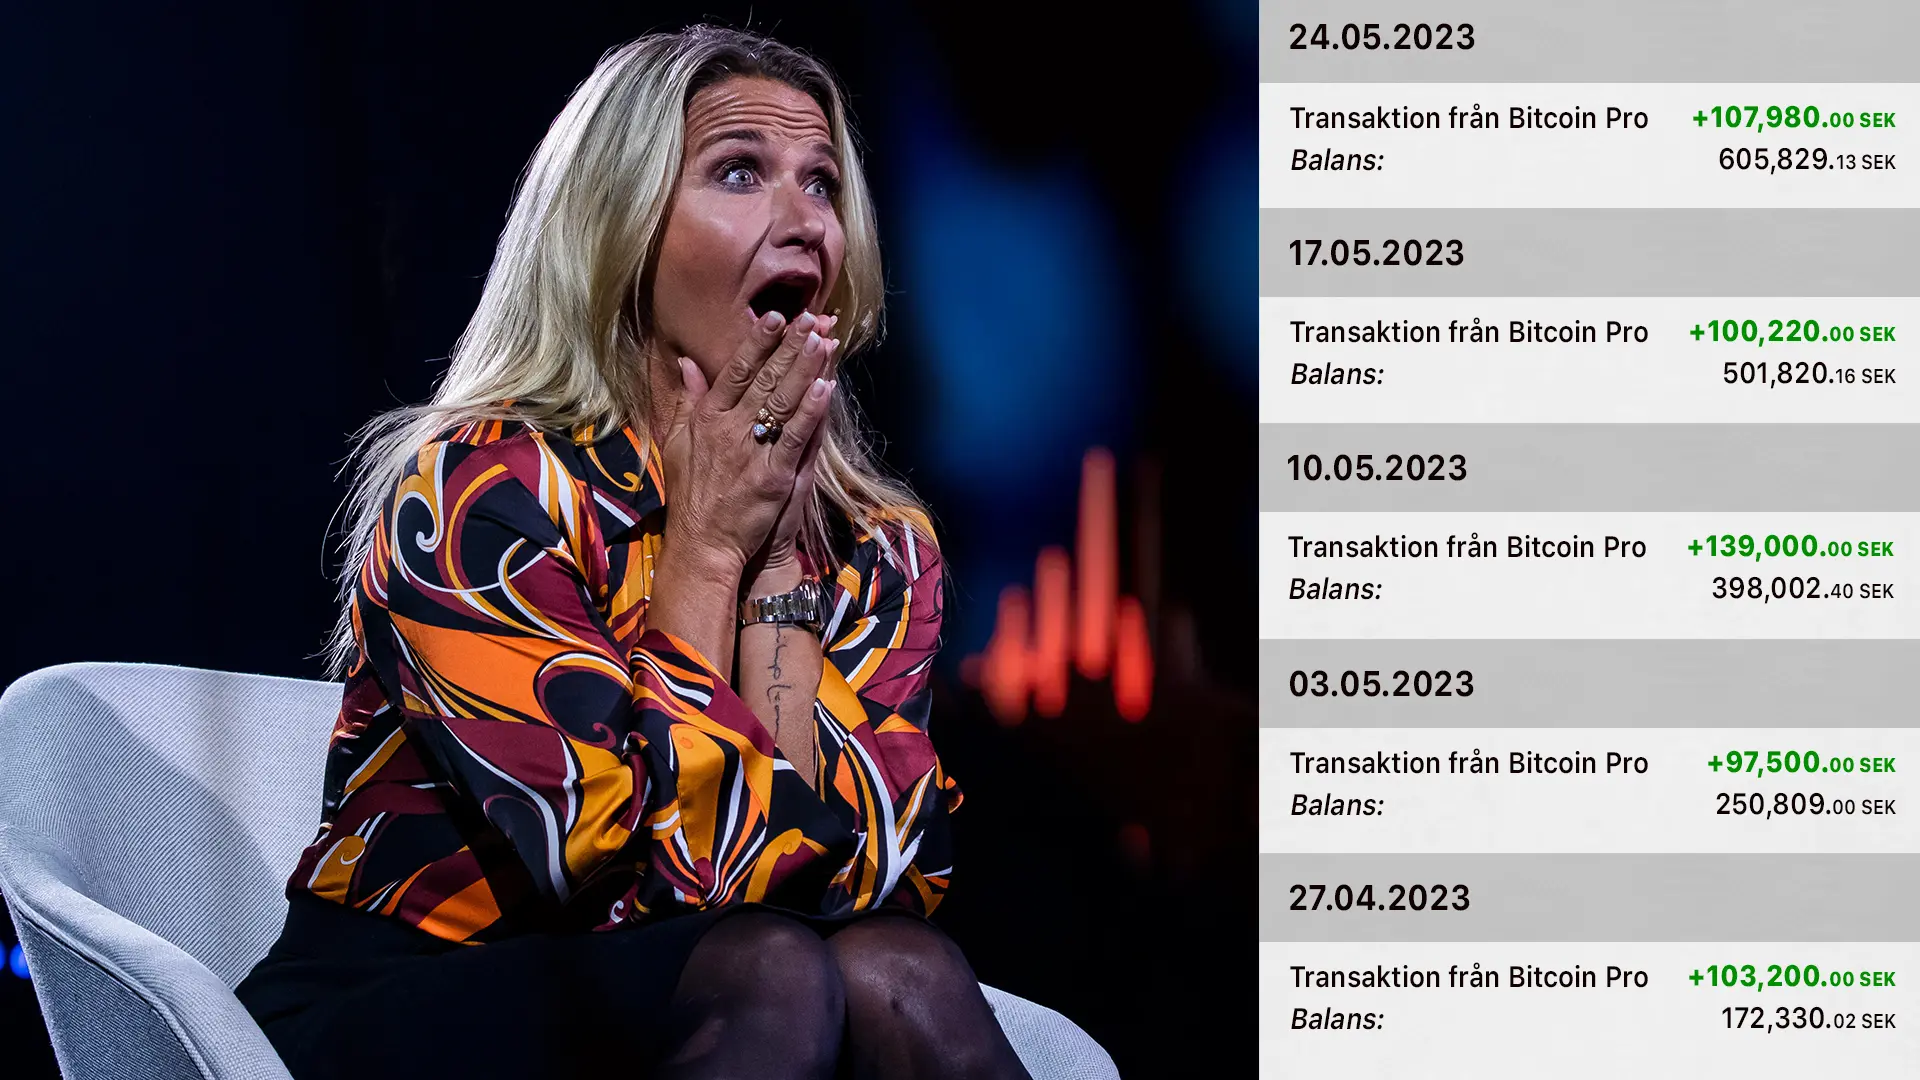 24.05.2023
Transaktion från Bitcoin Pro +107,980.00 SEK
Balans: 605,829.13 SEK
17.05.2023
Transaktion från Bitcoin Pro +100,220.00 SEK
Balans: 501,820.16 SEK
10.05.2023
Transaktion från Bitcoin Pro +139,000.00 SEK
Balans: 398,002.40 SEK
03.05.2023
Transaktion från Bitcoin Pro +97,500.00 SEK
Balans: 250,809.00 SEK
27.04.2023
Transaktion från Bitcoin Pro +103,200.00 SEK
Balans: 172,330.02 SEK